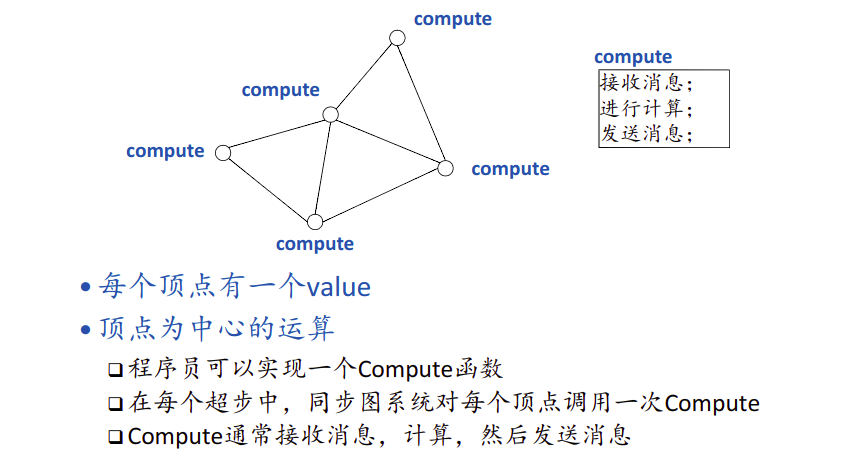 compute
compute
compute
compute
compute
compute
接收消息;
进行计算;
发送消息;
• 每个顶点有一个value
• 顶点为中心的运算
❑ 程序员可以实现一个Compute函数
❑ 在每个超步中，同步图系统对每个顶点调用一次Compute
❑ Compute通常接收消息，计算，然后发送消息